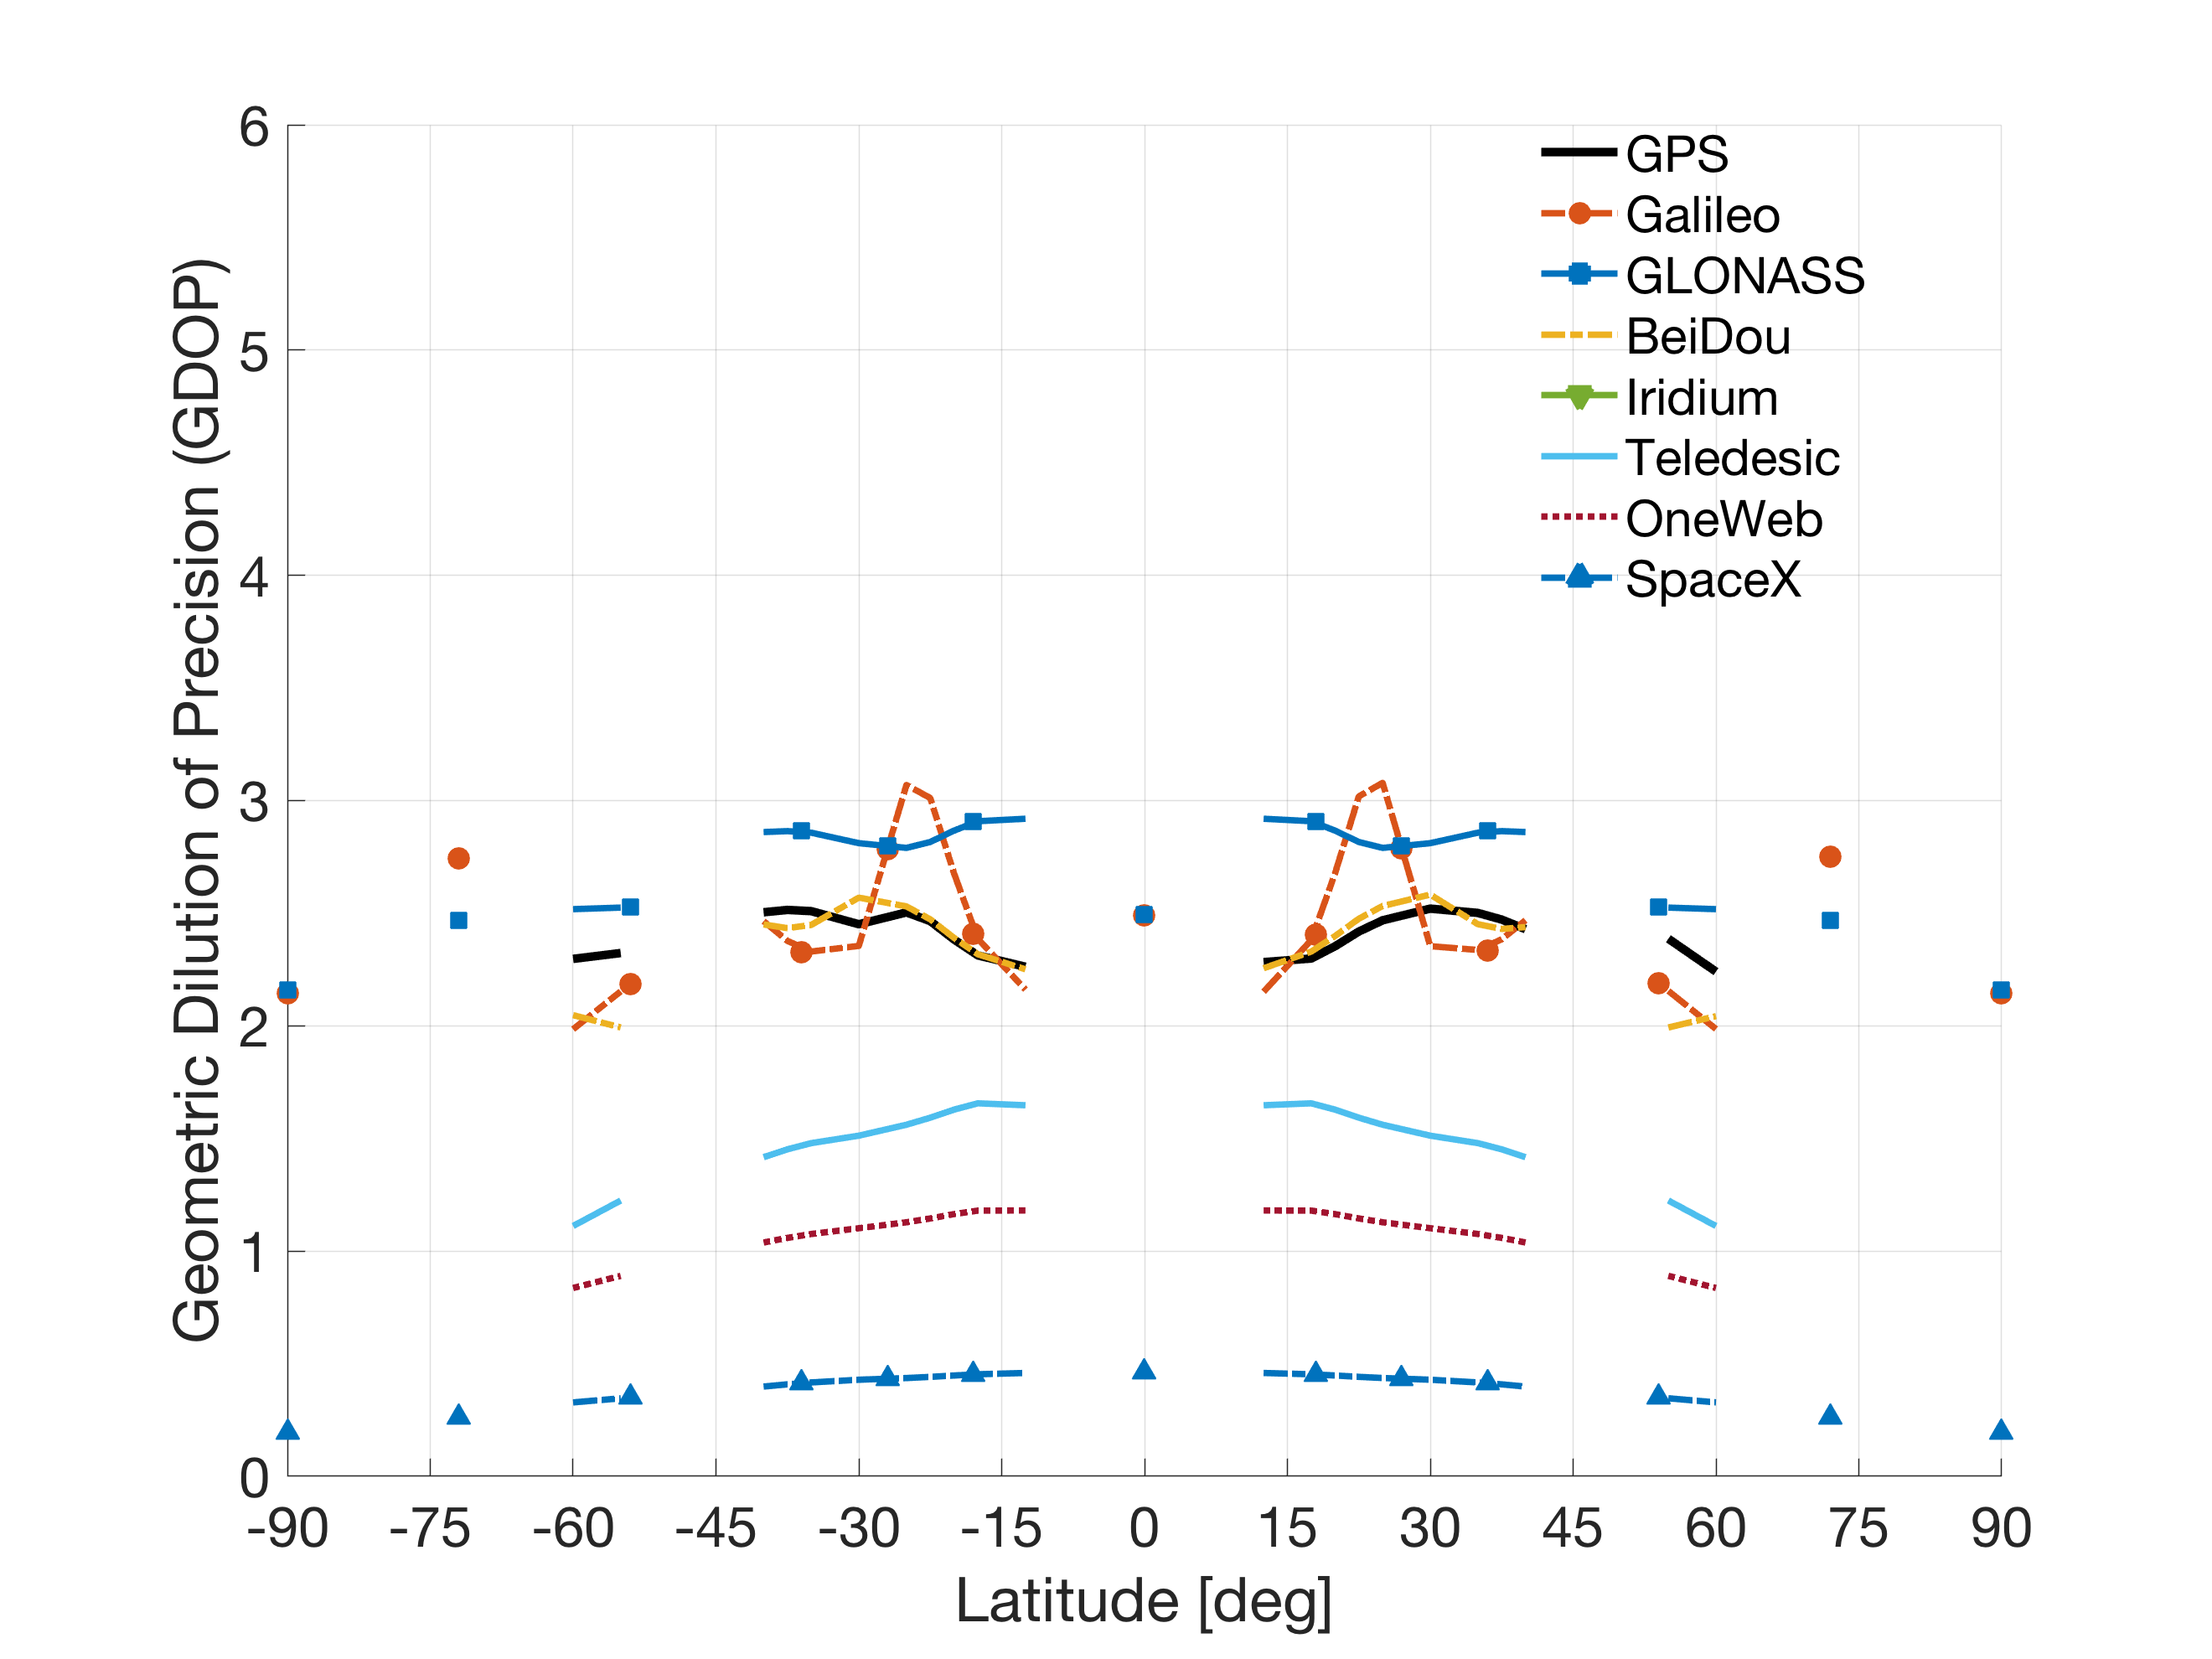 Geometric Dilution of Precision (GDOP)
6
5
4
3
2
1
0
GPS
Galileo
GLONASS
BeiDou
Iridium
Teledesic
OneWeb
SpaceX
-90 -75 -60 -45 -30 -15 0 15 30 45 60 75 90
Latitude [deg]